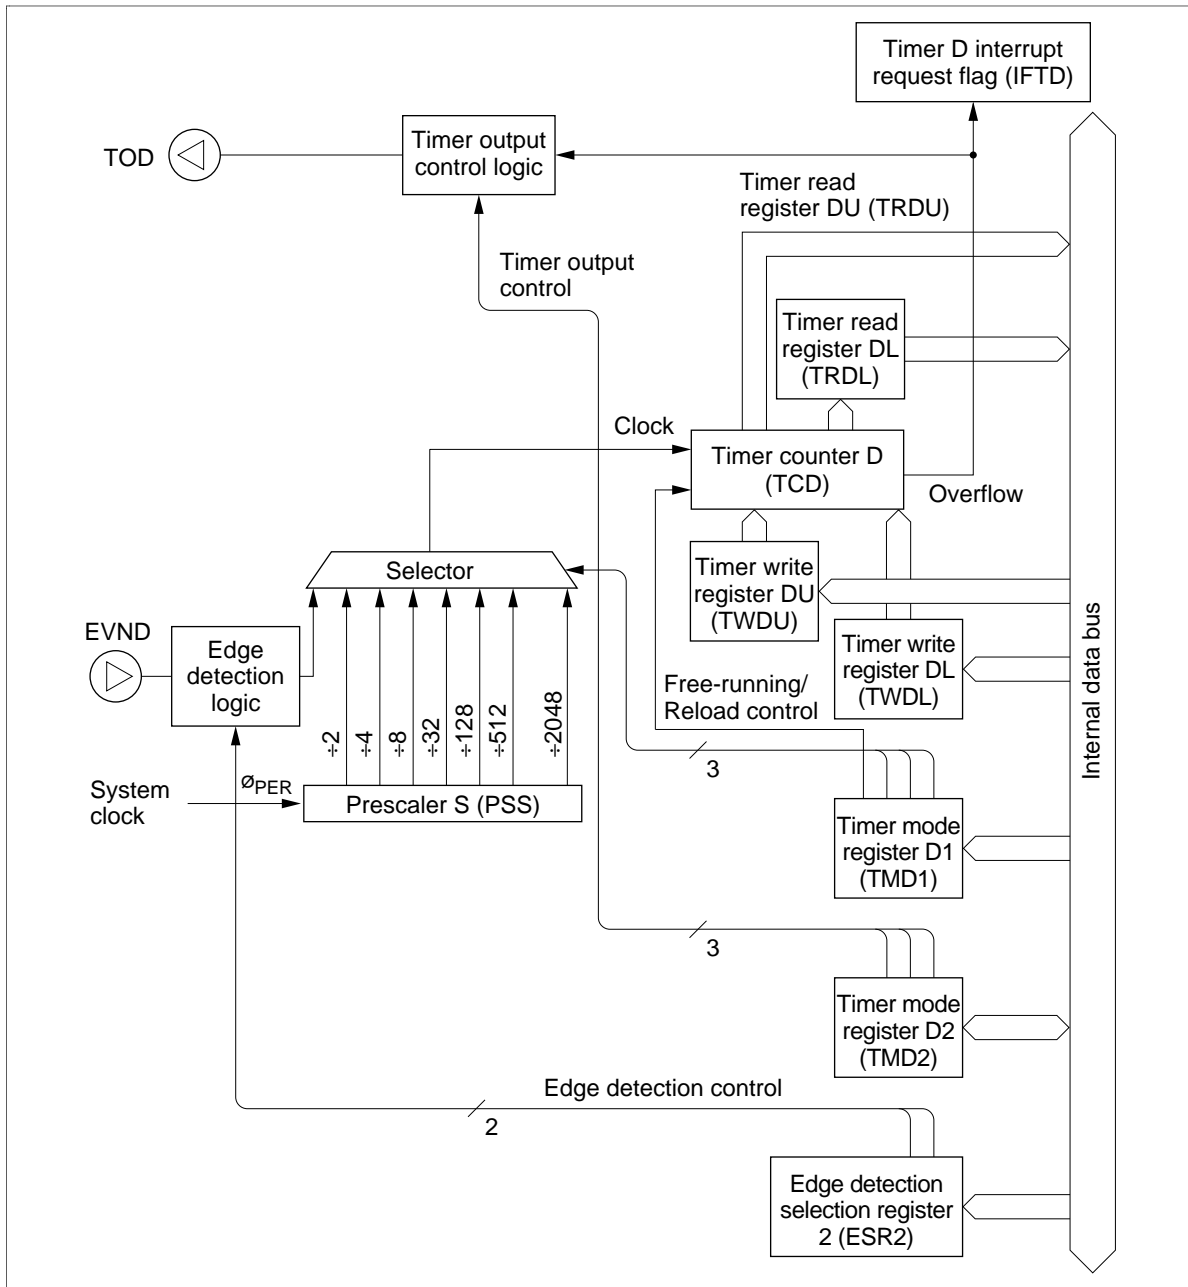 Timer D interrupt
request flag (IFTD)
Timer output
control logic
TOD
Timer read
register DU (TRDU)
Timer output
control
Timer read
register DL
(TRDL)
Clock
Timer counter D
(TCD)
Overflow
Selector
Timer write
register DU
(TWDU)
EVND
Edge
detection
logic
Timer write
register DL
(TWDL)
Free-running/
Reload control
÷2
÷4
÷8
÷32
÷128
÷512
÷2048
3
Internal data bus
System
clock
øPER
Prescaler S (PSS)
Timer mode
register D1
(TMD1)
3
Timer mode
register D2
(TMD2)
Edge detection control
2
Edge detection
selection register
2 (ESR2)